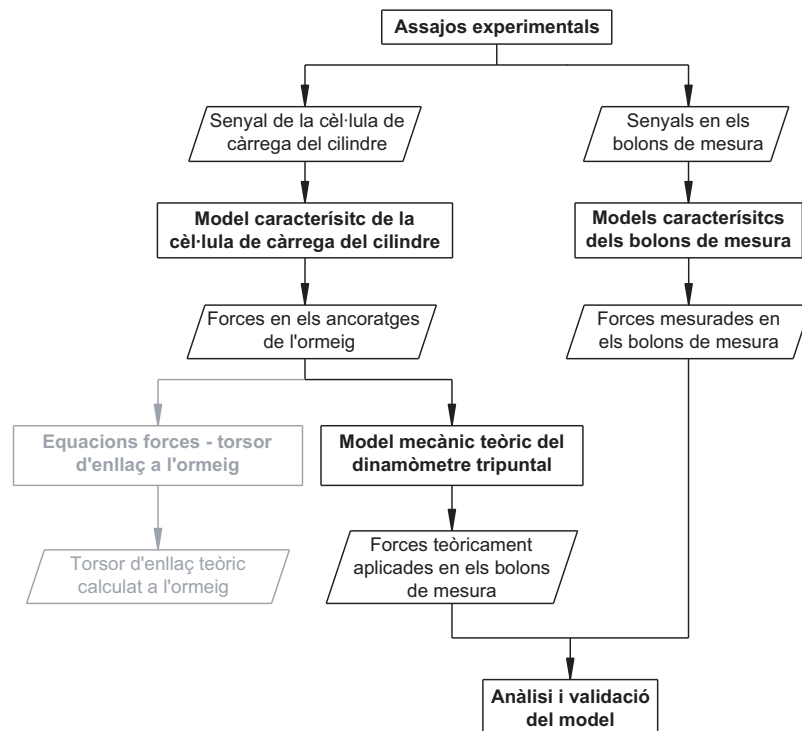 Assajos experimentals
Senyal de la cèl·lula de
càrrega del cilindre
Senyals en els
bolons de mesura
Model caracterísitc de la
cèl·lula de càrrega del cilindre
Models caracterísitcs
dels bolons de mesura
Forces en els ancoratges
de l'ormeig
Forces mesurades en
els bolons de mesura
Equacions forces - torsor
d'enllaç a l'ormeig
Model mecànic teòric del
dinamòmetre tripuntal
Torsor d'enllaç teòric
calculat a l'ormeig
Forces teòricament
aplicades en els bolons
de mesura
Anàlisi i validació
del model